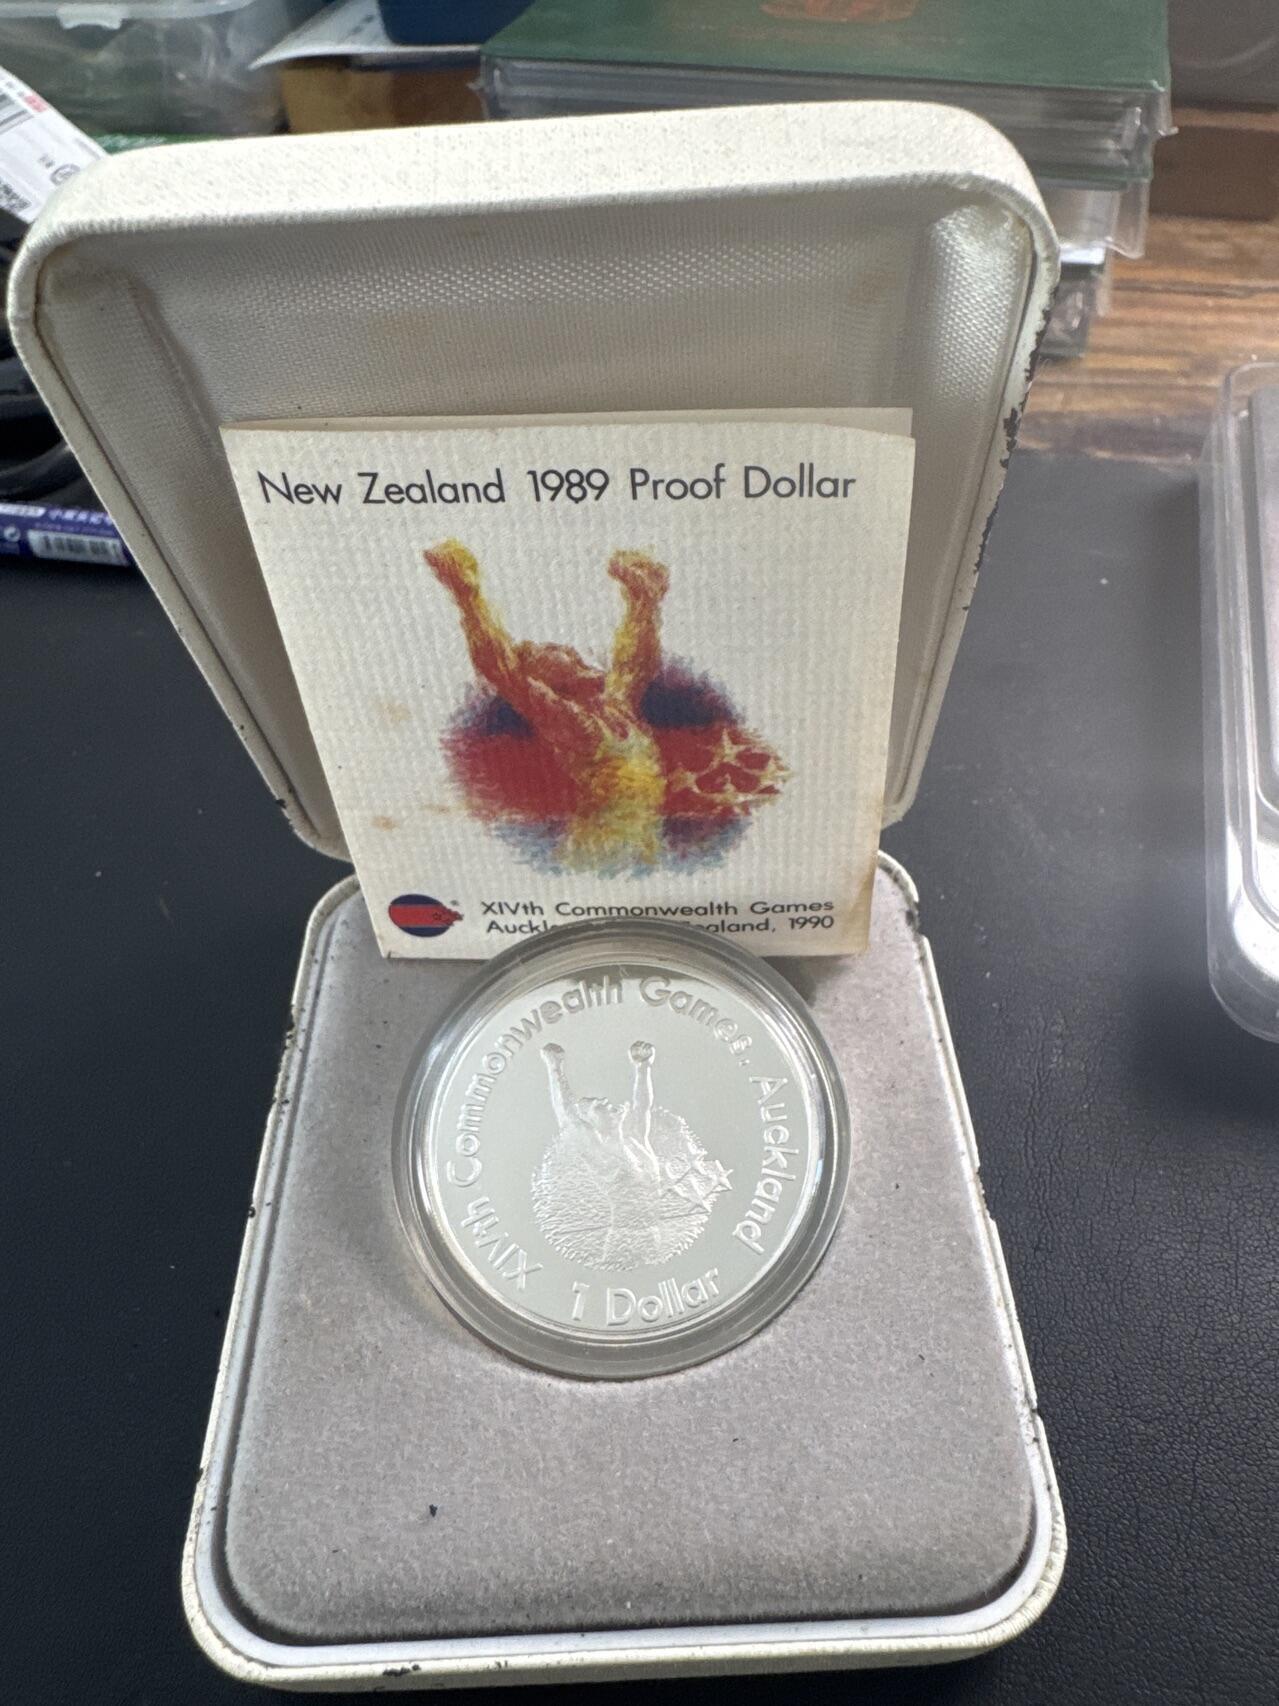 New Zealand 1989 Proof Dollar
XIVth Commonwealth Games
Zealand, 1990
XIVth Commonwealth Games. Auckland
1 Dollar